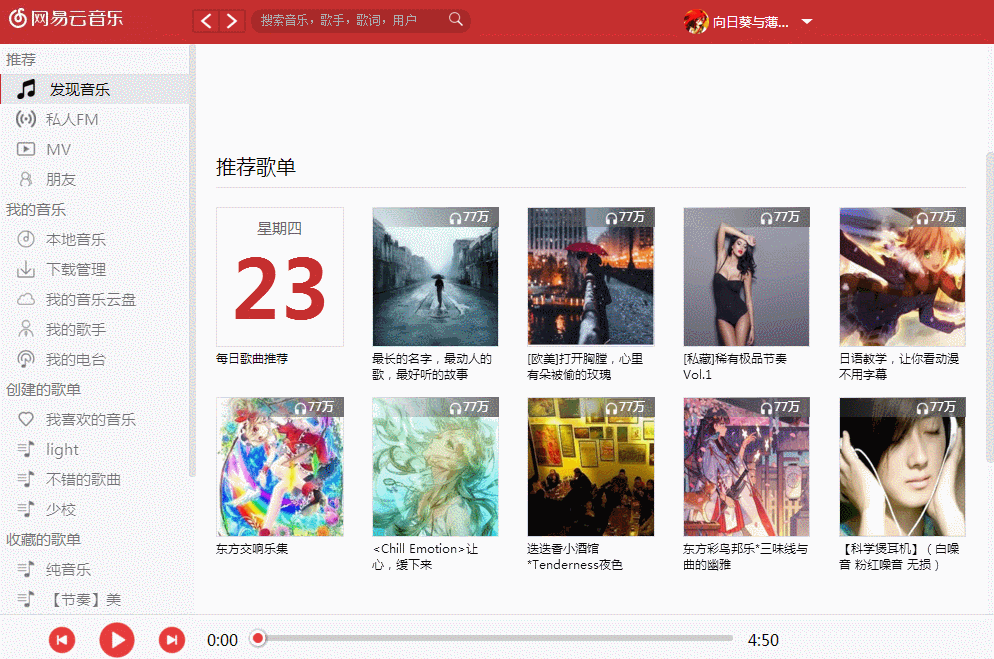 网易云音乐
搜索音乐，歌手，歌词，用户
向日葵与薄...
推荐
发现音乐
私人FM
MV
朋友
我的音乐
本地音乐
下载管理
我的音乐云盘
我的歌手
我的电台
创建的歌单
我喜欢的音乐
light
不错的歌曲
少校
收藏的歌单
纯音乐
【节奏】美
推荐歌单
星期四
23
每日歌曲推荐
77万
最长的名字，最动人的
歌，最好听的故事
77万
[欧美]打开胸膛，心里
有朵被偷的玫瑰
77万
[私藏]稀有极品节奏
Vol.1
77万
日语教学，让你看动漫
不用字幕
77万
东方交响乐集
77万
<Chill Emotion>让
心，缓下来
77万
迭迭香小酒馆
*Tenderness夜色
77万
东方彩鸟邦乐*三味线与
曲的幽雅
77万
【科学煲耳机】（白噪
音 粉红噪音 无损）
0:00
4:50